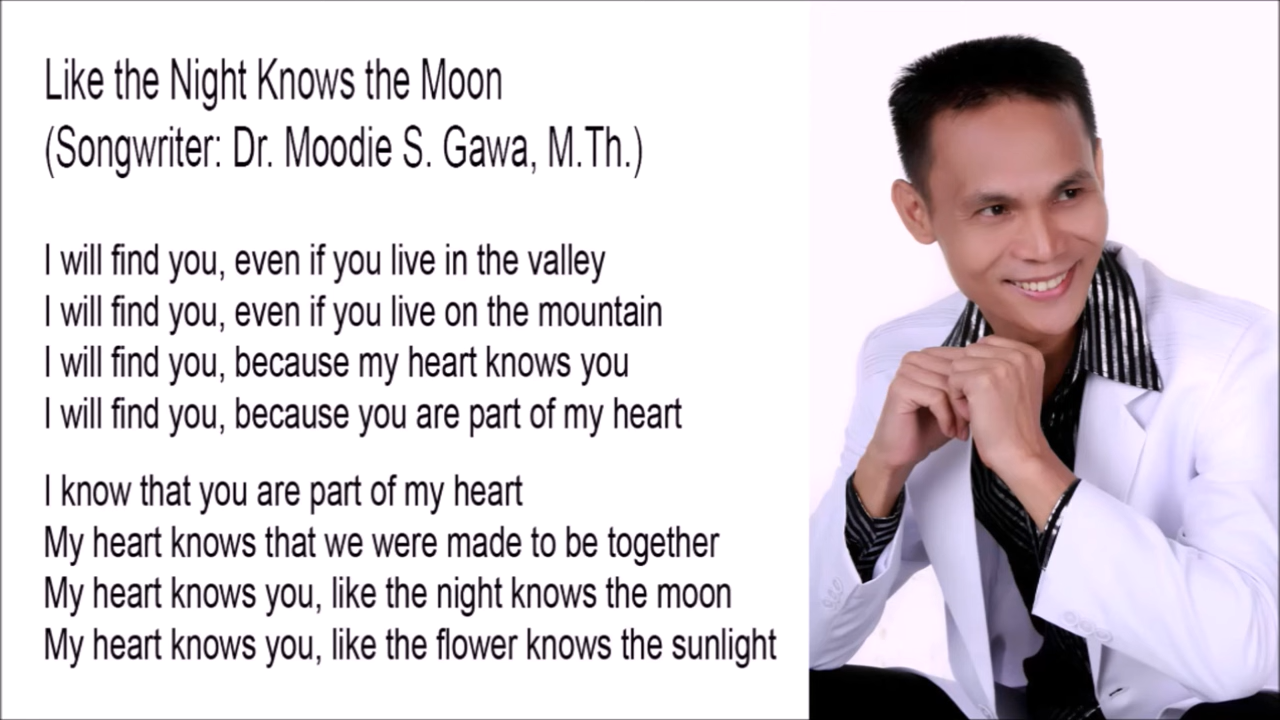 Like the Night Knows the Moon
(Songwriter: Dr. Moodie S. Gawa, M.Th.)
I will find you, even if you live in the valley
I will find you, even if you live on the mountain
I will find you, because my heart knows you
I will find you, because you are part of my heart
I know that you are part of my heart
My heart knows that we were made to be together
My heart knows you, like the night knows the moon
My heart knows you, like the flower knows the sunlight